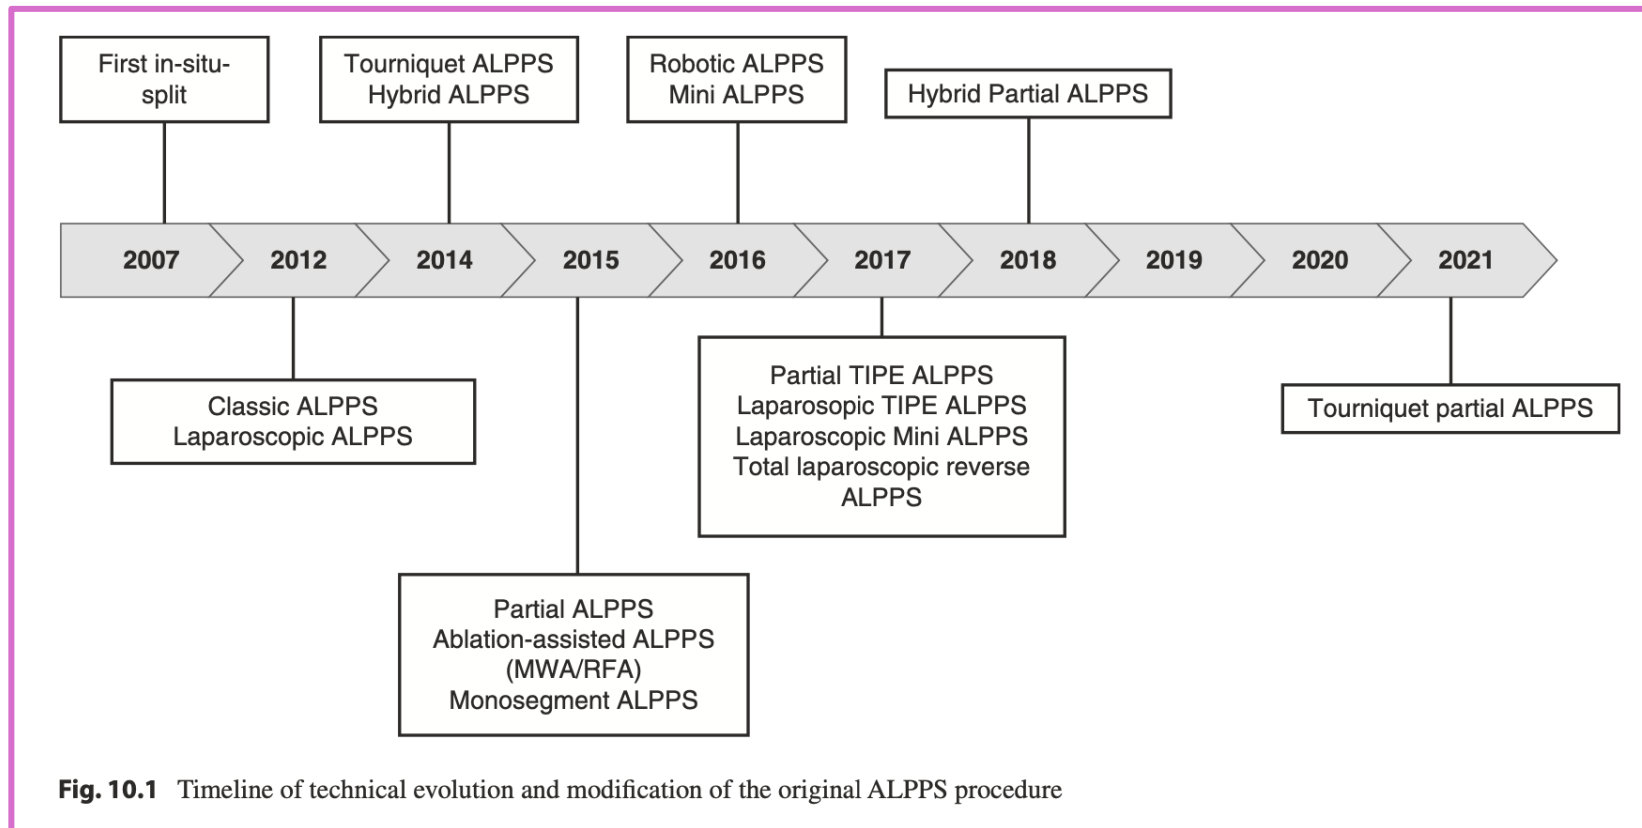 First in-situ-
split
Tourniquet ALPPS
Hybrid ALPPS
Robotic ALPPS
Mini ALPPS
Hybrid Partial ALPPS
2007
2012
2014
2015
2016
2017
2018
2019
2020
2021
Classic ALPPS
Laparoscopic ALPPS
Partial TIPE ALPPS
Laparosopic TIPE ALPPS
Laparoscopic Mini ALPPS
Total laparoscopic reverse
ALPPS
Tourniquet partial ALPPS
Partial ALPPS
Ablation-assisted ALPPS
(MWA/RFA)
Monosegment ALPPS
Fig. 10.1 Timeline of technical evolution and modification of the original ALPPS procedure